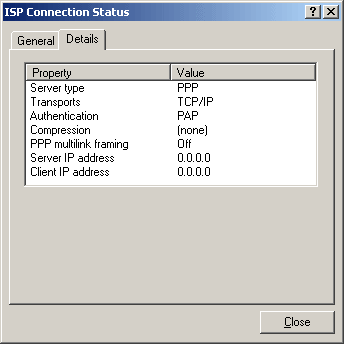 ISP Connection Status
General Details
Property Value
Server type PPP
Transports TCP/IP
Authentication PAP
Compression (none)
PPP multilink framing Off
Server IP address 0.0.0.0
Client IP address 0.0.0.0
Close